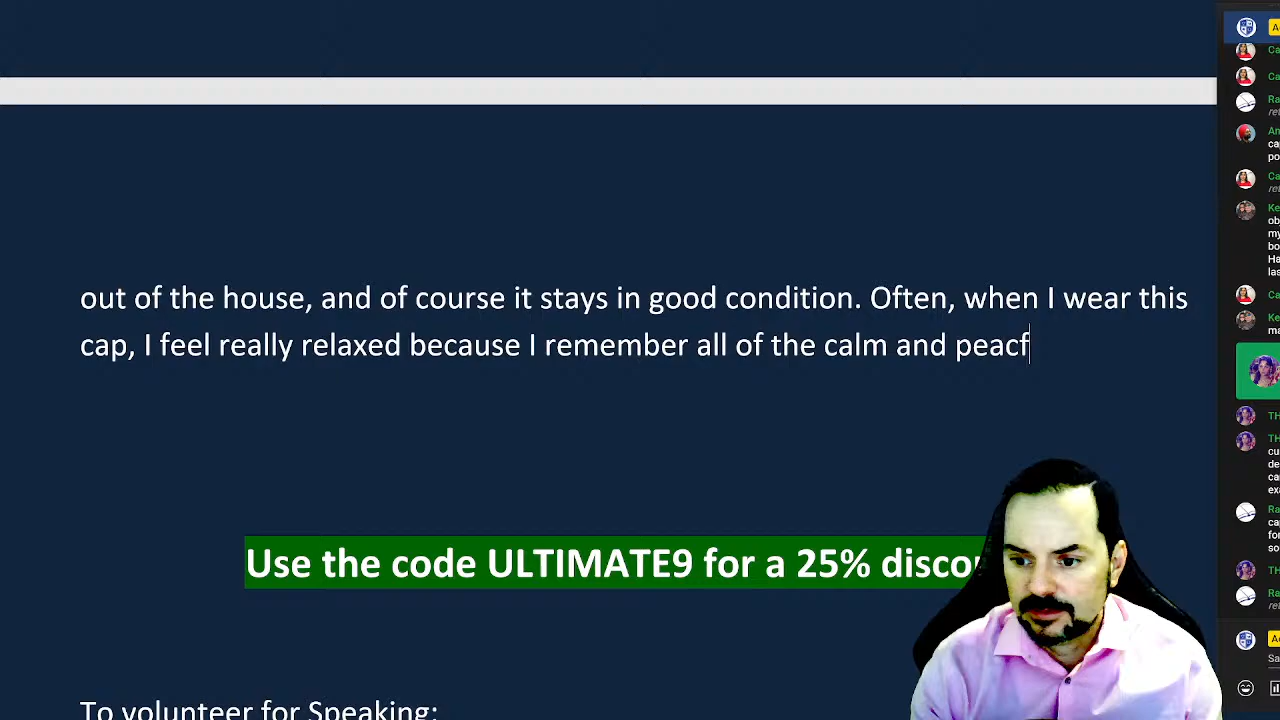 out of the house, and of course it stays in good condition. Often, when I wear this
cap, I feel really relaxed because I remember all of the calm and peacf
Use the code ULTIMATE9 for a 25%
To volunteer for Speaking: